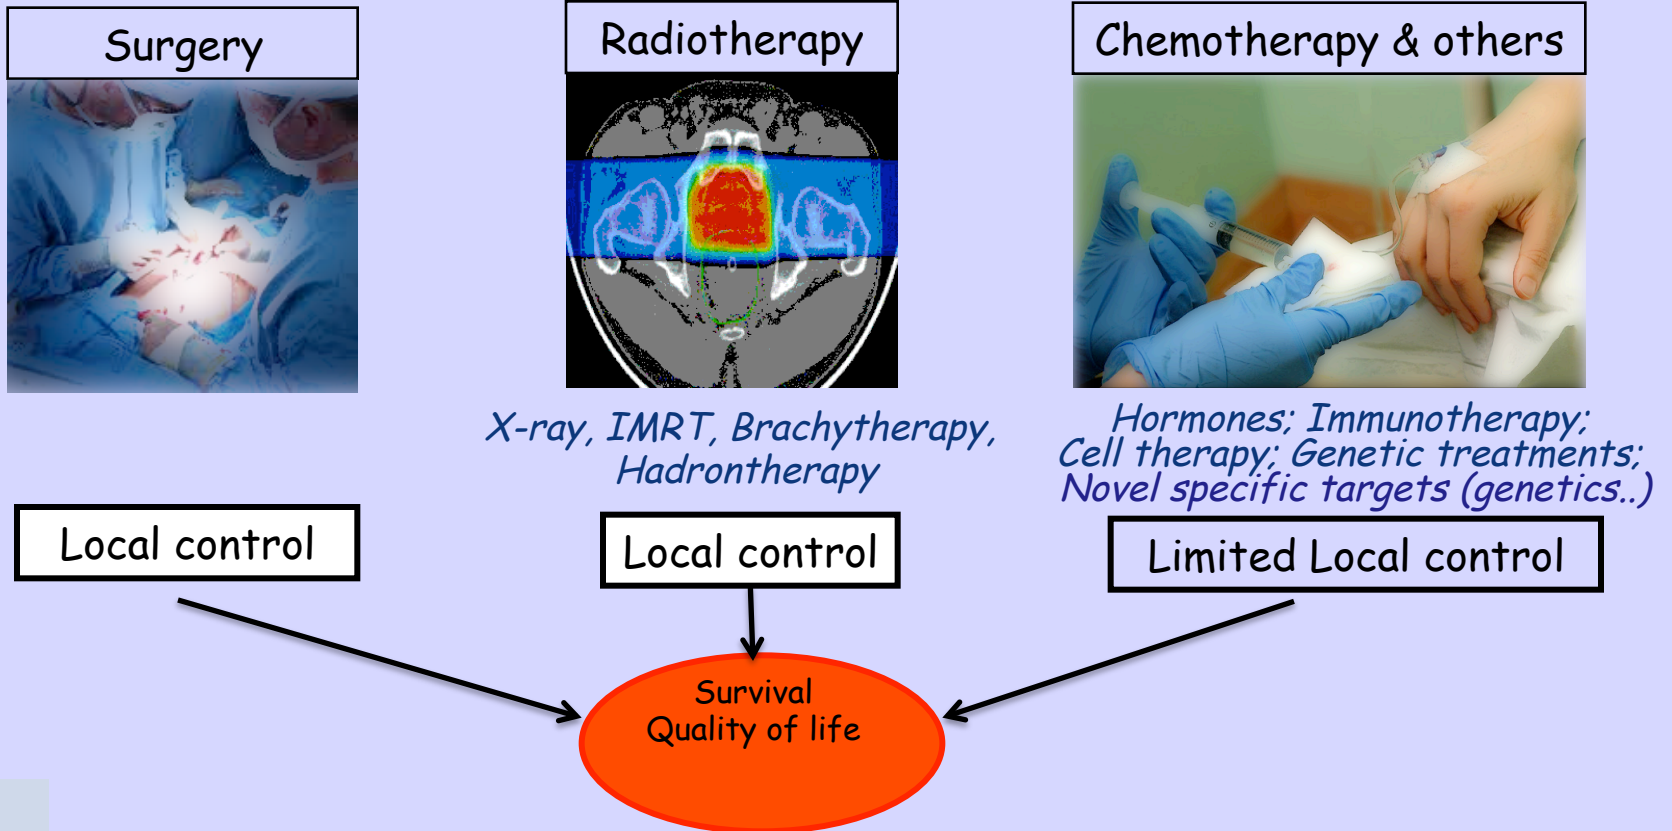 Surgery
Radiotherapy
Chemotherapy & others
X-ray, IMRT, Brachytherapy,
Hadrontherapy
Hormones; Immunotherapy;
Cell therapy; Genetic treatments;
Novel specific targets (genetics..)
Local control
Local control
Limited Local control
Survival
Quality of life